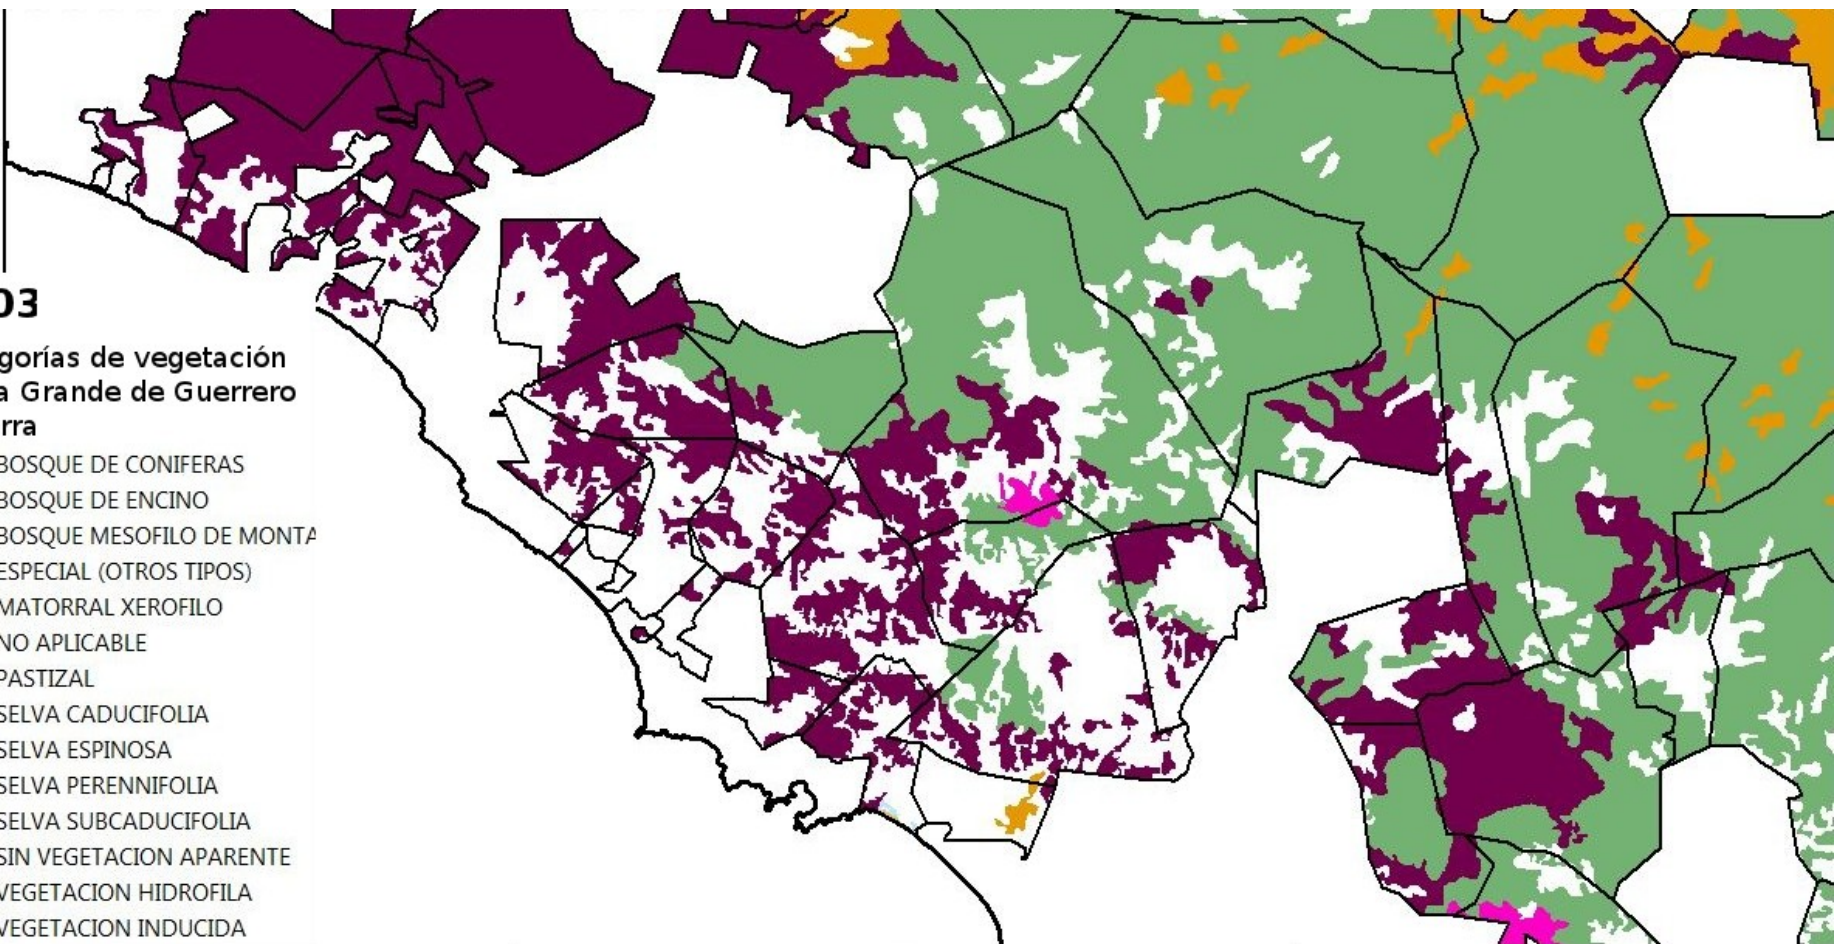 03
gorías de vegetación
a Grande de Guerrero
rra
BOSQUE DE CONIFERAS
BOSQUE DE ENCINO
BOSQUE MESOFILO DE MONTA
ESPECIAL (OTROS TIPOS)
MATORRAL XEROFILO
NO APLICABLE
PASTIZAL
SELVA CADUCIFOLIA
SELVA ESPINOSA
SELVA PERENNIFOLIA
SELVA SUBCADUCIFOLIA
SIN VEGETACION APARENTE
VEGETACION HIDROFILA
VEGETACION INDUCIDA